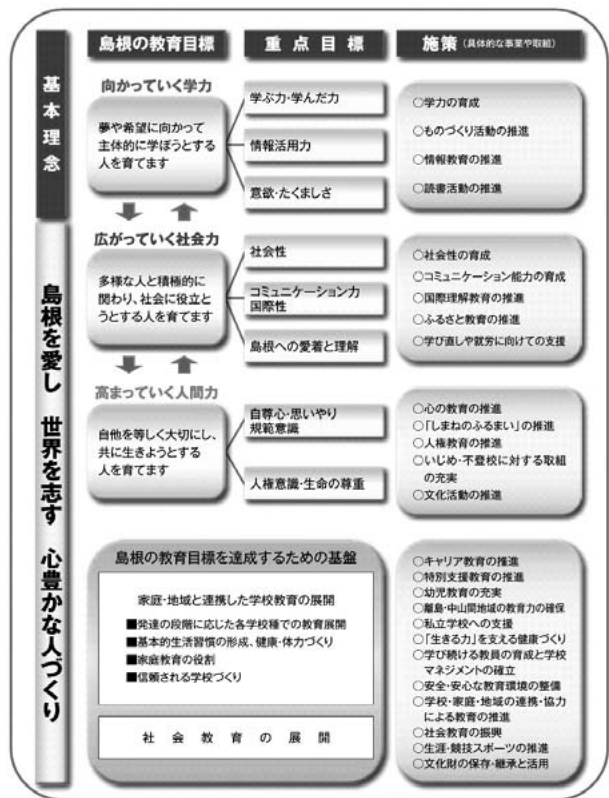 基本理念
島根を愛し 世界を志す 心豊かな人づくり
島根の教育目標
重点目標
施策(具体的な事業や取組)
向かっていく学力
夢や希望に向かって
主体的に学ぼうとする
人を育てます
学ぶ力・学んだ力
情報活用力
意欲・たくましさ
○学力の育成
○ものづくり活動の推進
○情報教育の推進
○読書活動の推進
広がっていく社会力
多様な人と積極的に
関わり、社会に役立と
うとする人を育てます
社会性
コミュニケーション力
国際性
島根への愛着と理解
○社会性の育成
○コミュニケーション能力の育成
○国際理解教育の推進
○ふるさと教育の推進
○学び直しや就労に向けての支援
高まっていく人間力
自他を等しく大切にし、
共に生きようとする
人を育てます
自尊心・思いやり
規範意識
人権意識・生命の尊重
○心の教育の推進
○「しまねのふるまい」の推進
○人権教育の推進
○いじめ・不登校に対する取組
の充実
○文化活動の推進
島根の教育目標を達成するための基盤
家庭・地域と連携した学校教育の展開
■発達の段階に応じた各学校種での教育展開
■基本的生活習慣の形成、健康・体力づくり
■家庭教育の役割
■信頼される学校づくり
社会教育の展開
○キャリア教育の推進
○特別支援教育の推進
○幼児教育の充実
○離島・中山間地域の教育力の確保
○私立学校への支援
○「生きる力」を支える健康づくり
○学び続ける教員の育成と学校
マネジメントの確立
○安全・安心な教育環境の整備
○学校・家庭・地域の連携・協力
による教育の推進
○社会教育の振興
○生涯・競技スポーツの推進
○文化財の保存・継承と活用